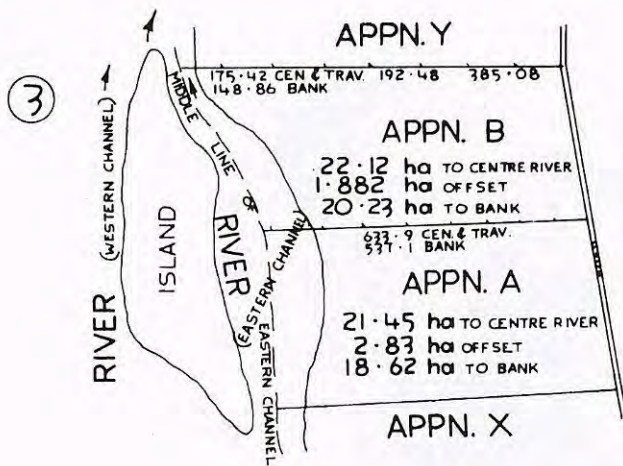 APPN. Y
175·42 CEN & TRAV. 192·48 385·08
148·86 BANK
3
APPN. B
22·12 ha TO CENTRE RIVER
1·882 ha OFFSET
20·23 ha TO BANK
633·9 CEN. & TRAV.
537·1 BANK
APPN. A
21·45 ha TO CENTRE RIVER
2·83 ha OFFSET
18·62 ha TO BANK
APPN. X
RIVER (WESTERN CHANNEL)
ISLAND
MIDDLE LINE OF EASTERN CHANNEL
RIVER
(EASTERN CHANNEL)